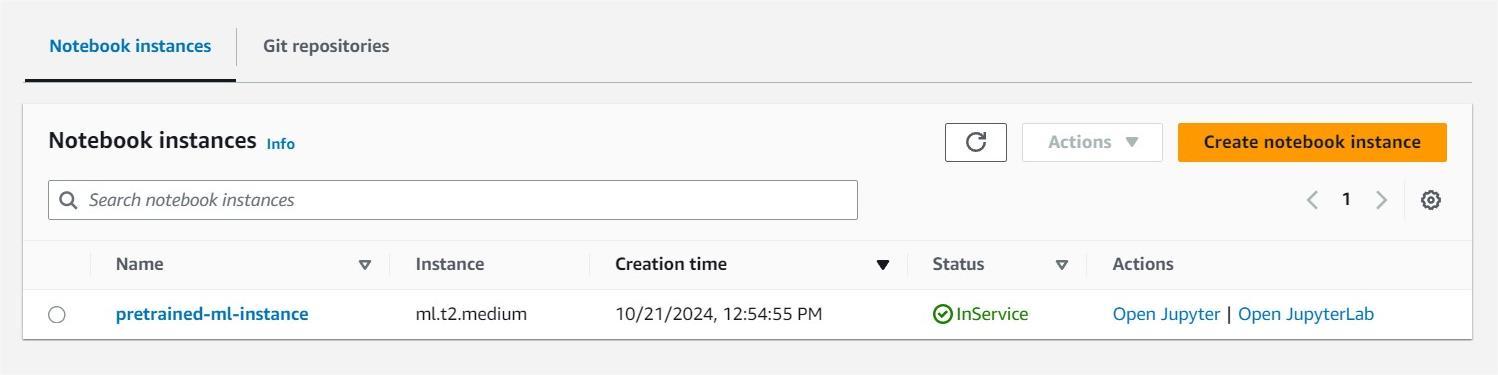 Notebook instances Git repositories
Notebook instances Info
Actions Create notebook instance
Search notebook instances
1
Name Instance Creation time Status Actions
pretrained-ml-instance ml.t2.medium 10/21/2024, 12:54:55 PM InService Open Jupyter | Open JupyterLab